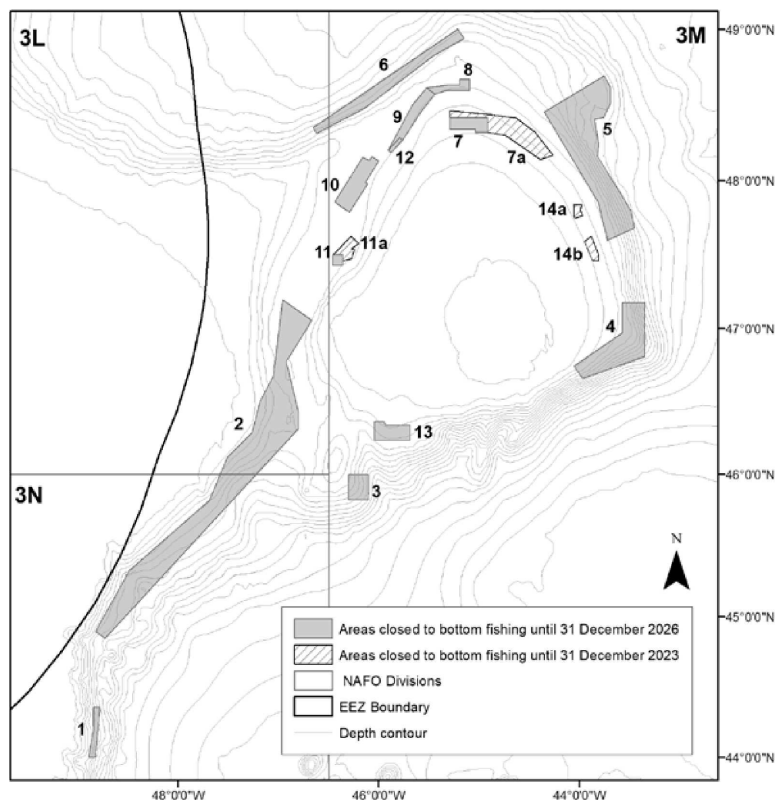 3L
3M
49°0'0"N
6
8
9
5
7
12
7a
48°0'0"N
10
14a
11
11a
14b
4
47°0'0"N
2
13
46°0'0"N
3N
3
N
45°0'0"N
Areas closed to bottom fishing until 31 December 2026
Areas closed to bottom fishing until 31 December 2023
NAFO Divisions
EEZ Boundary
Depth contour
1
44°0'0"N
48°0'0"W
46°0'0"W
44°0'0"W